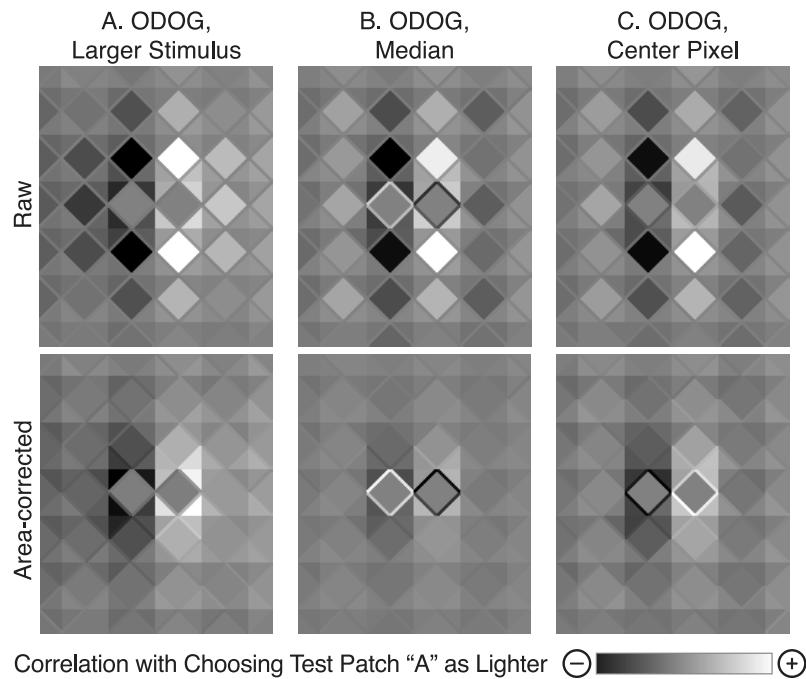 A. ODOG,
Larger Stimulus
B. ODOG,
Median
C. ODOG,
Center Pixel
Raw
Area-corrected
Correlation with Choosing Test Patch “A” as Lighter − +